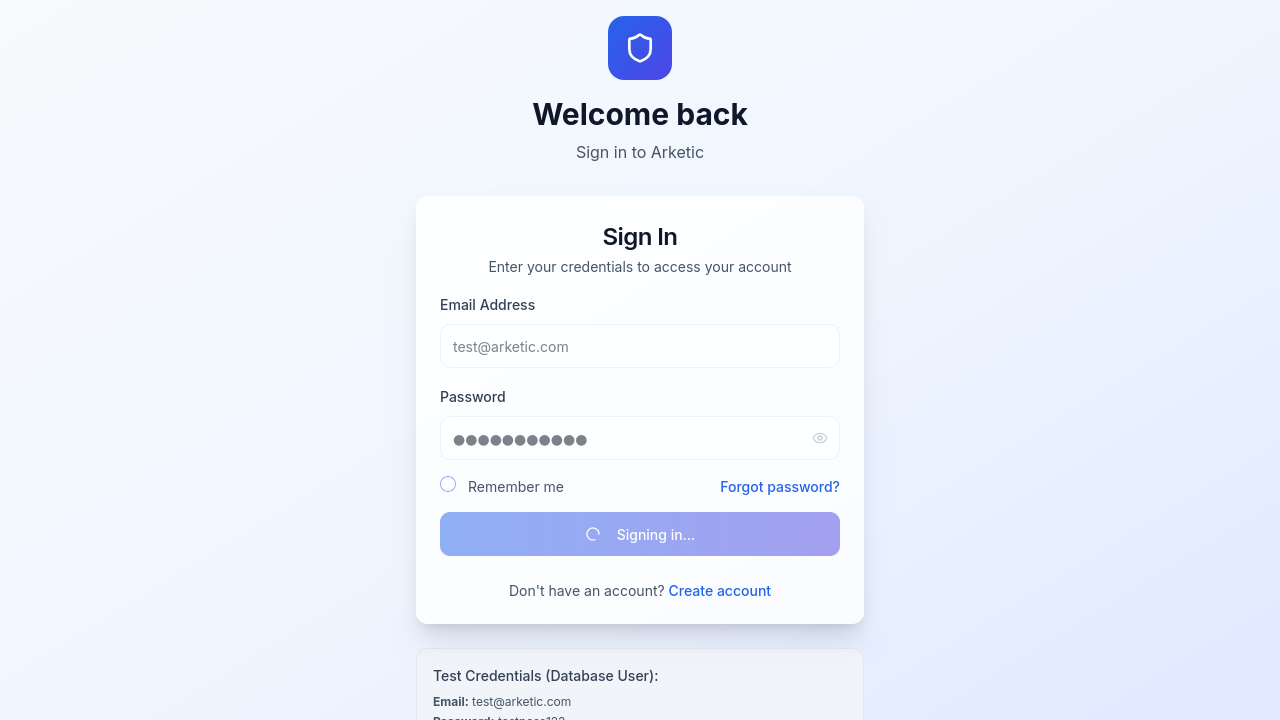 Welcome back
Sign in to Arketic
Sign In
Enter your credentials to access your account
Email Address
test@arketic.com
Password
Remember me
Forgot password?
Signing in...
Don't have an account? Create account
Test Credentials (Database User):
Email: test@arketic.com